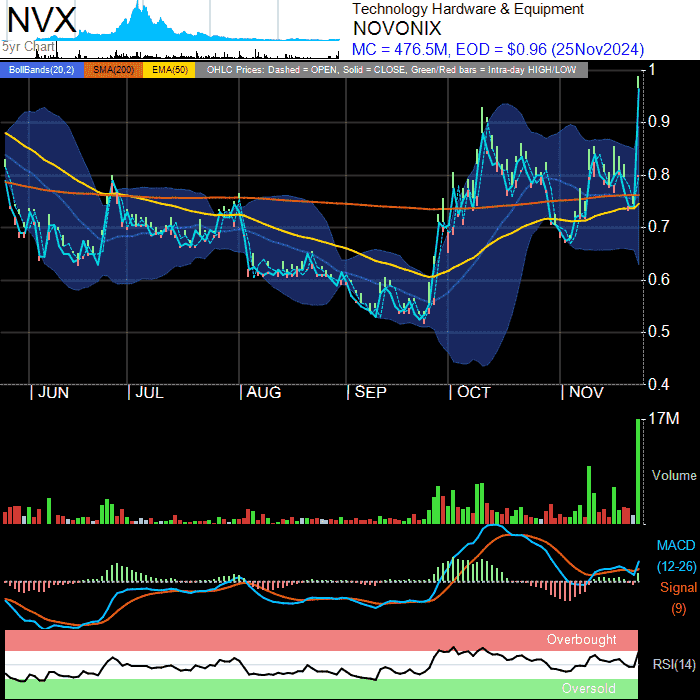 NVX
5yr Chart
Technology Hardware & Equipment
NOVONIX
MC = 476.5M, EOD = $0.96 (25Nov2024)
BollBands(20,2) SMA(200) EMA(50) OHLC Prices: Dashed = OPEN, Solid = CLOSE, Green/Red bars = Intra-day HIGH/LOW
1
0.9
0.8
0.7
0.6
0.5
0.4
| JUN | JUL | AUG | SEP | OCT | NOV
17M
Volume
MACD
(12-26)
Signal
(9)
Overbought
RSI(14)
Oversold